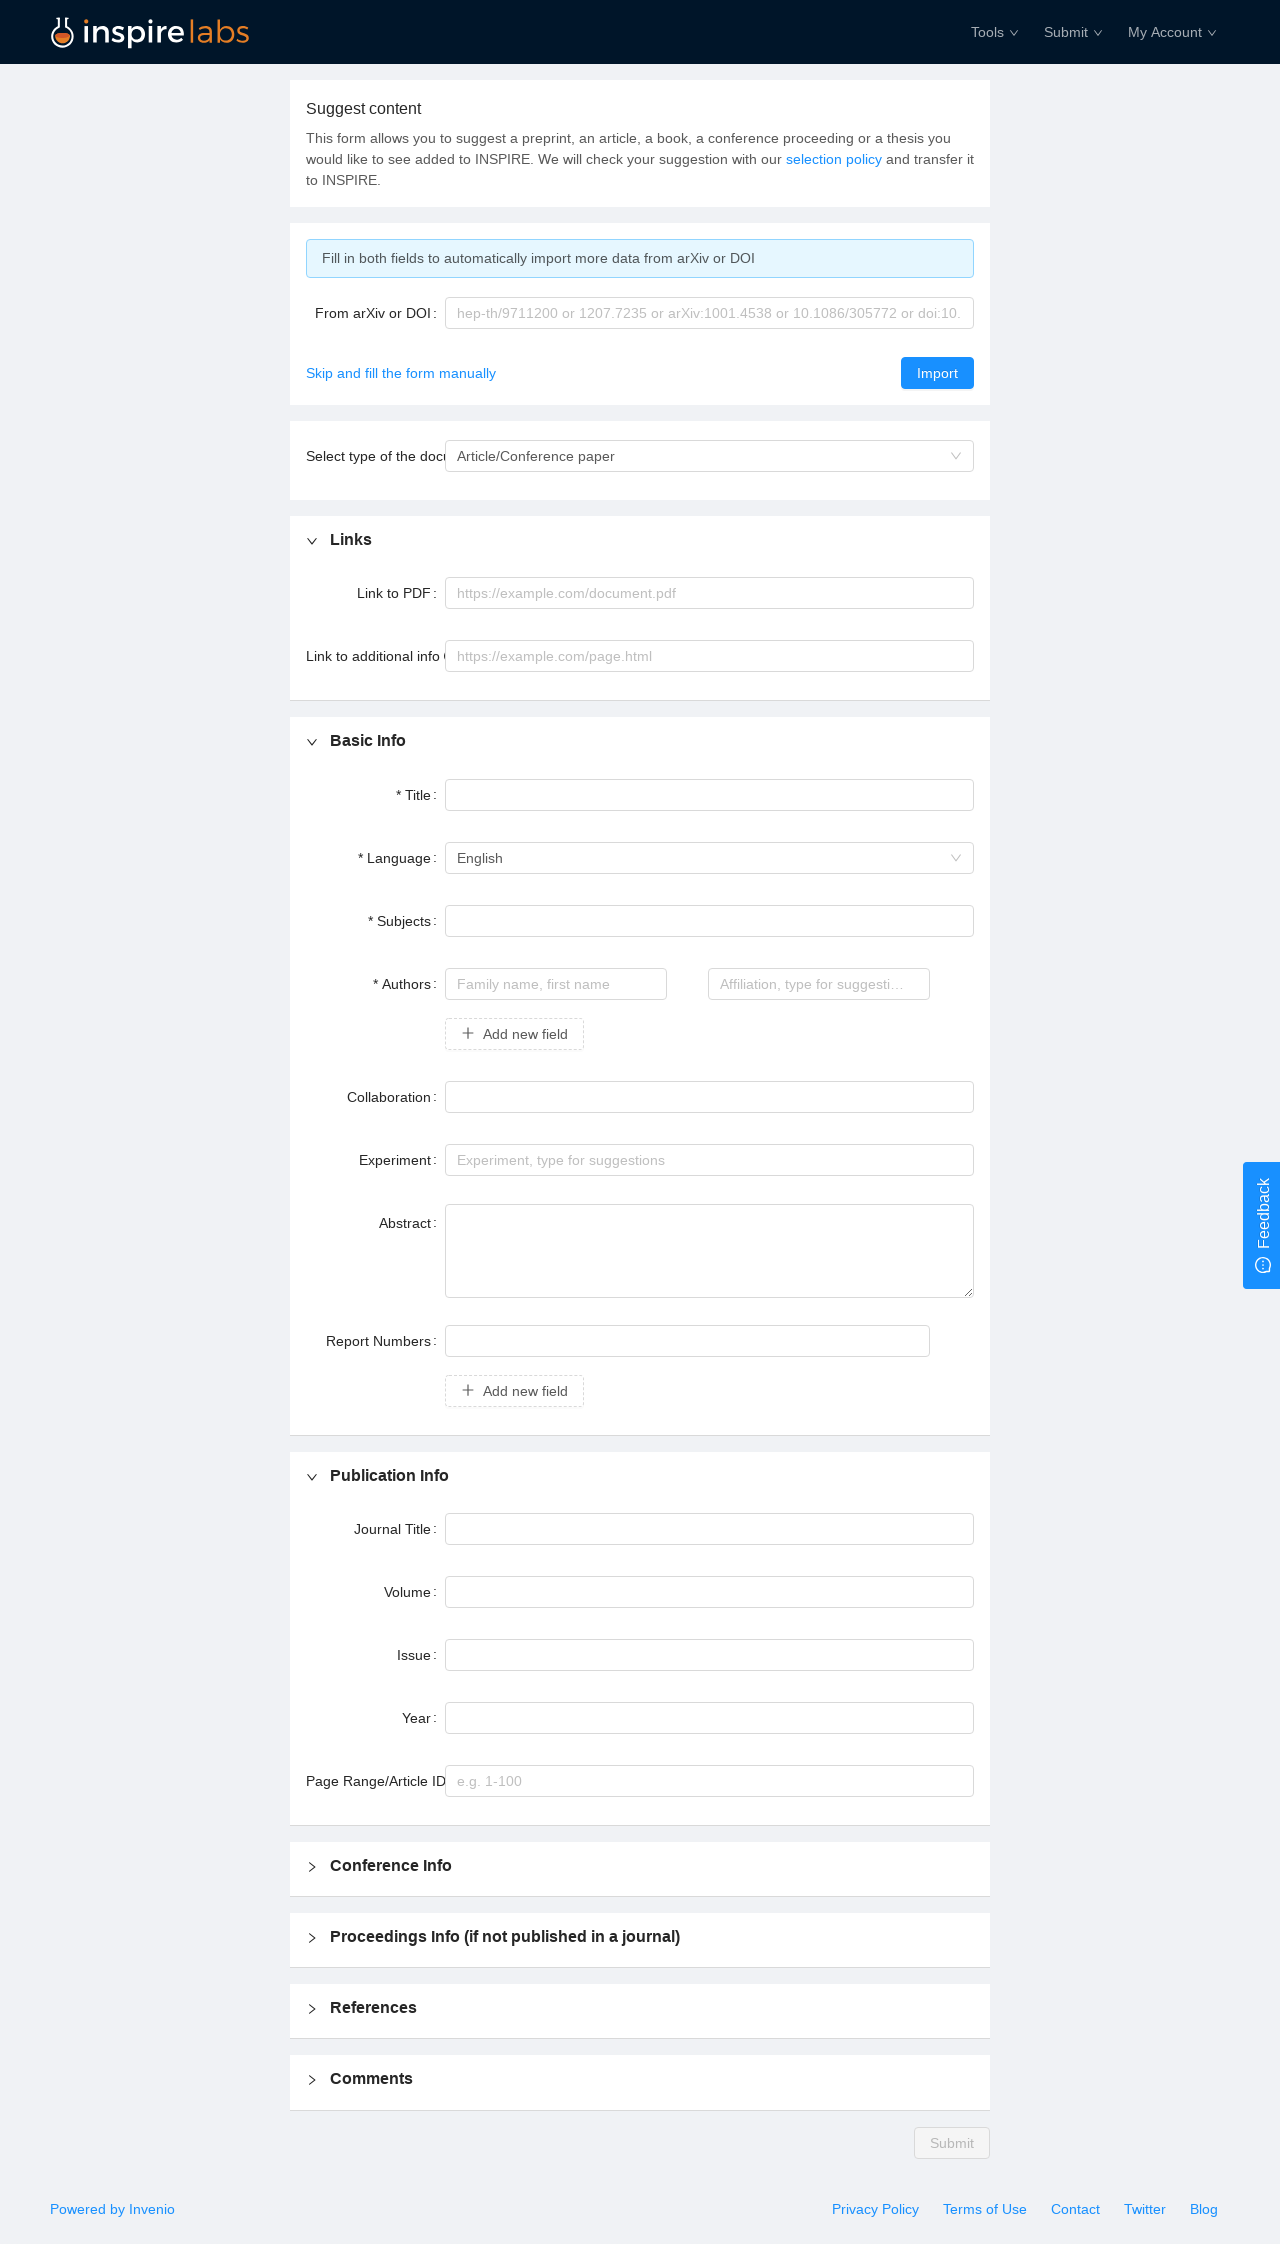 inspire labs
Tools Submit My Account
Suggest content
This form allows you to suggest a preprint, an article, a book, a conference proceeding or a thesis you
would like to see added to INSPIRE. We will check your suggestion with our selection policy and transfer it
to INSPIRE.
Fill in both fields to automatically import more data from arXiv or DOI
From arXiv or DOI : hep-th/9711200 or 1207.7235 or arXiv:1001.4538 or 10.1086/305772 or doi:10.
Skip and fill the form manually Import
Select type of the docu Article/Conference paper
Links
Link to PDF : https://example.com/document.pdf
Link to additional info https://example.com/page.html
Basic Info
* Title :
* Language : English
* Subjects :
* Authors : Family name, first name Affiliation, type for suggesti...
Add new field
Collaboration :
Experiment : Experiment, type for suggestions
Abstract :
Feedback
Report Numbers :
Add new field
Publication Info
Journal Title :
Volume :
Issue :
Year :
Page Range/Article ID e.g. 1-100
Conference Info
Proceedings Info (if not published in a journal)
References
Comments
Submit
Powered by Invenio Privacy Policy Terms of Use Contact Twitter Blog